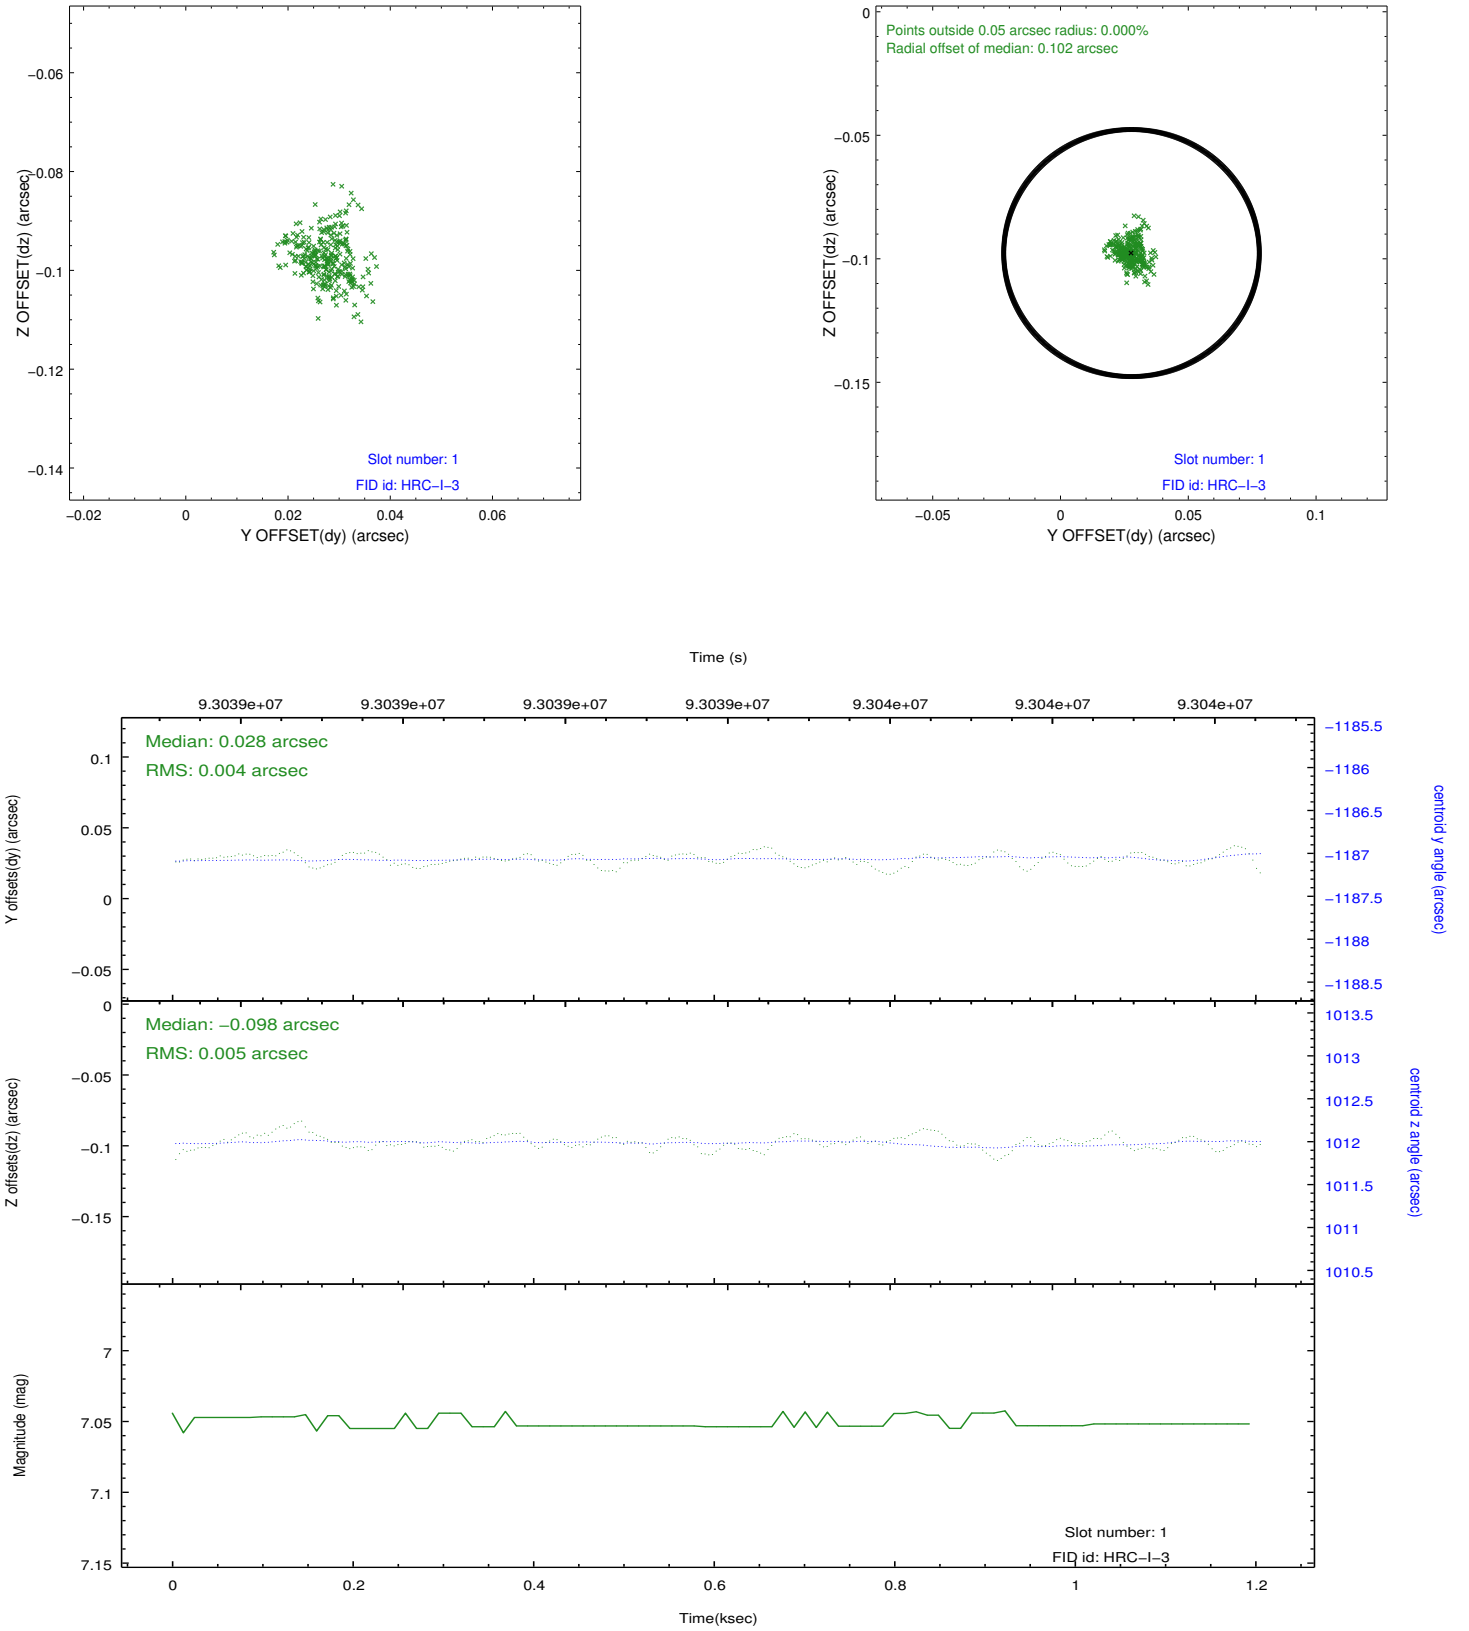 −0.06
−0.08
−0.1
−0.12
−0.14
Z OFFSET(dz) (arcsec)
Slot number: 1
FID id: HRC−I−3
−0.02 0 0.02 0.04 0.06
Y OFFSET(dy) (arcsec)
Points outside 0.05 arcsec radius: 0.000%
Radial offset of median: 0.102 arcsec
0
−0.05
−0.1
−0.15
Z OFFSET(dz) (arcsec)
Slot number: 1
FID id: HRC−I−3
−0.05 0 0.05 0.1
Y OFFSET(dy) (arcsec)
Time (s)
9.3039e+07 9.3039e+07 9.3039e+07 9.3039e+07 9.304e+07 9.304e+07 9.304e+07
Median: 0.028 arcsec
RMS: 0.004 arcsec
0.1
0.05
0
−0.05
Y offsets(dy) (arcsec)
−1185.5
−1186
−1186.5
−1187
−1187.5
−1188
−1188.5
centroid y angle (arcsec)
Median: −0.098 arcsec
RMS: 0.005 arcsec
0
−0.05
−0.1
−0.15
Z offsets(dz) (arcsec)
1013.5
1013
1012.5
1012
1011.5
1011
1010.5
centroid z angle (arcsec)
7
7.05
7.1
7.15
Magnitude (mag)
Slot number: 1
FID id: HRC−I−3
0 0.2 0.4 0.6 0.8 1 1.2
Time(ksec)